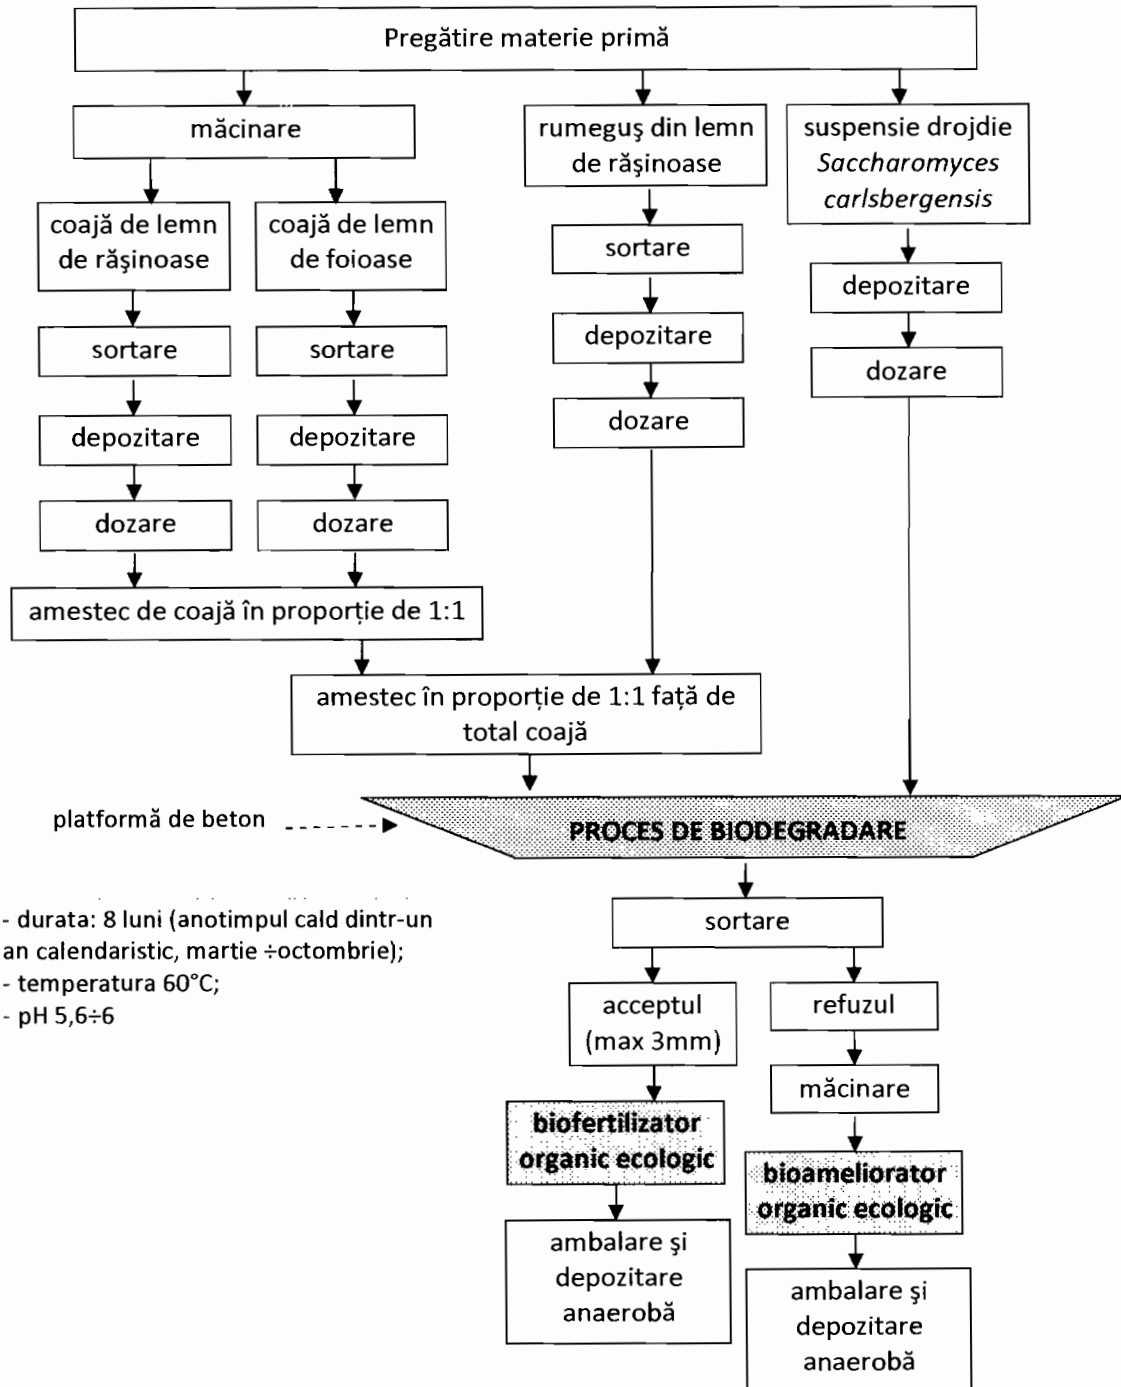 Pregătire materie primă
măcinare
rumeguş din lemn
de răşinoase
suspensie drojdie
Saccharomyces
carlsbergensis
coajă de lemn
de răşinoase
coajă de lemn
de foioase
sortare
depozitare
sortare
sortare
depozitare
dozare
depozitare
depozitare
dozare
dozare
dozare
amestec de coajă în proporție de 1:1
amestec în proporție de 1:1 față de
total coajă
platformă de beton
PROCES DE BIODEGRADARE
- durata: 8 luni (anotimpul cald dintr-un
an calendaristic, martie ÷octombrie);
- temperatura 60°C;
- pH 5,6÷6
sortare
acceptul
(max 3mm)
refuzul
măcinare
biofertilizator
organic ecologic
bioameliorator
organic ecologic
ambalare şi
depozitare
anaerobă
ambalare şi
depozitare
anaerobă